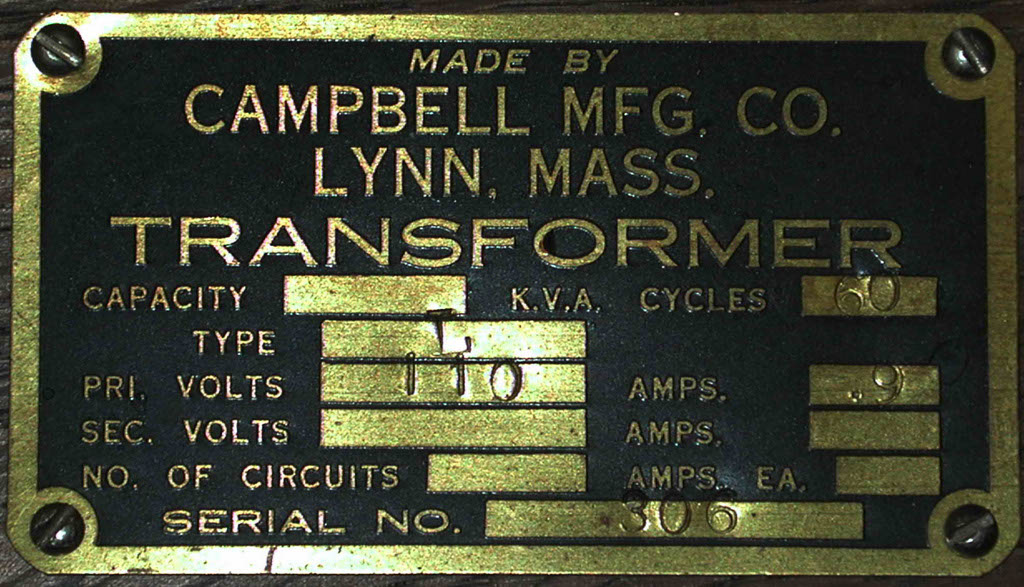 MADE BY
CAMPBELL MFG. CO.
LYNN, MASS.
TRANSFORMER
CAPACITY K.V.A. CYCLES 60
TYPE L
PRI. VOLTS 110 AMPS. .9
SEC. VOLTS AMPS.
NO. OF CIRCUITS AMPS. EA.
SERIAL NO. 306